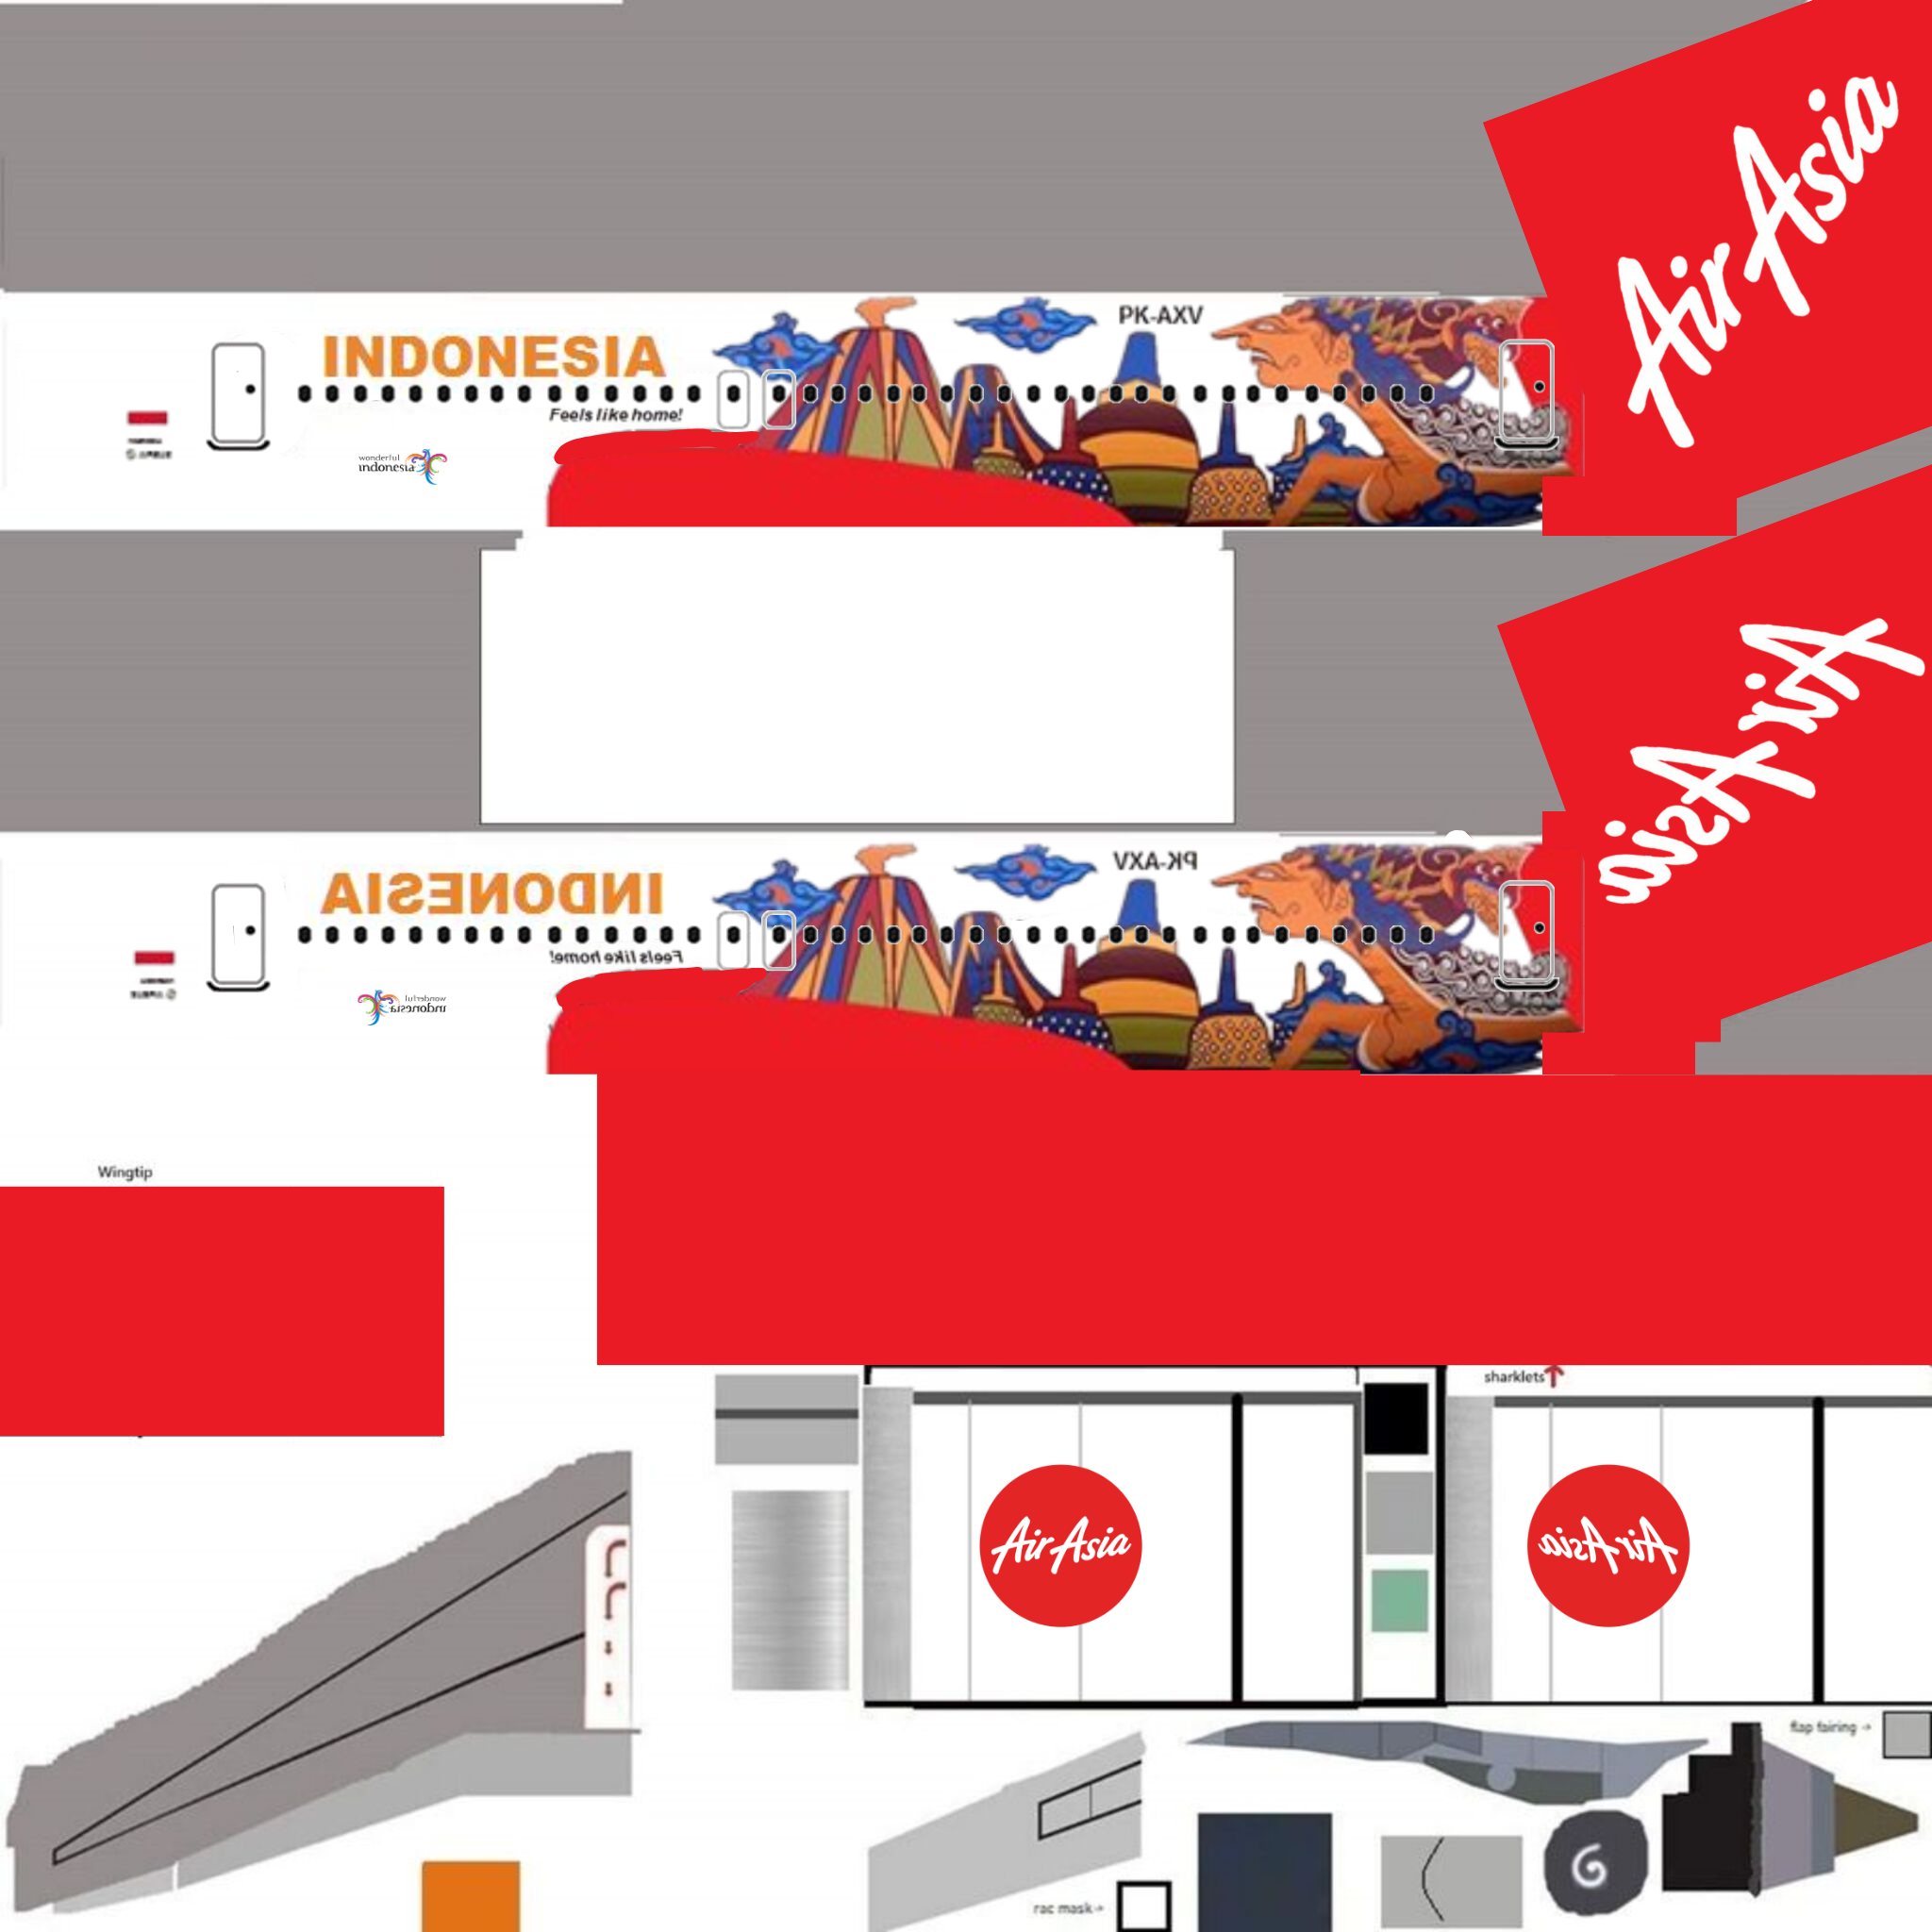 AirAsia
INDONESIA
PK-AXV
Feels like home!
wonderful
indonesia
AirAsia
INDONESIA
PK-AXV
Feels like home!
wonderful
indonesia
Wingtip
sharklets
AirAsia
AirAsia
flap fairing ->
rac mask->